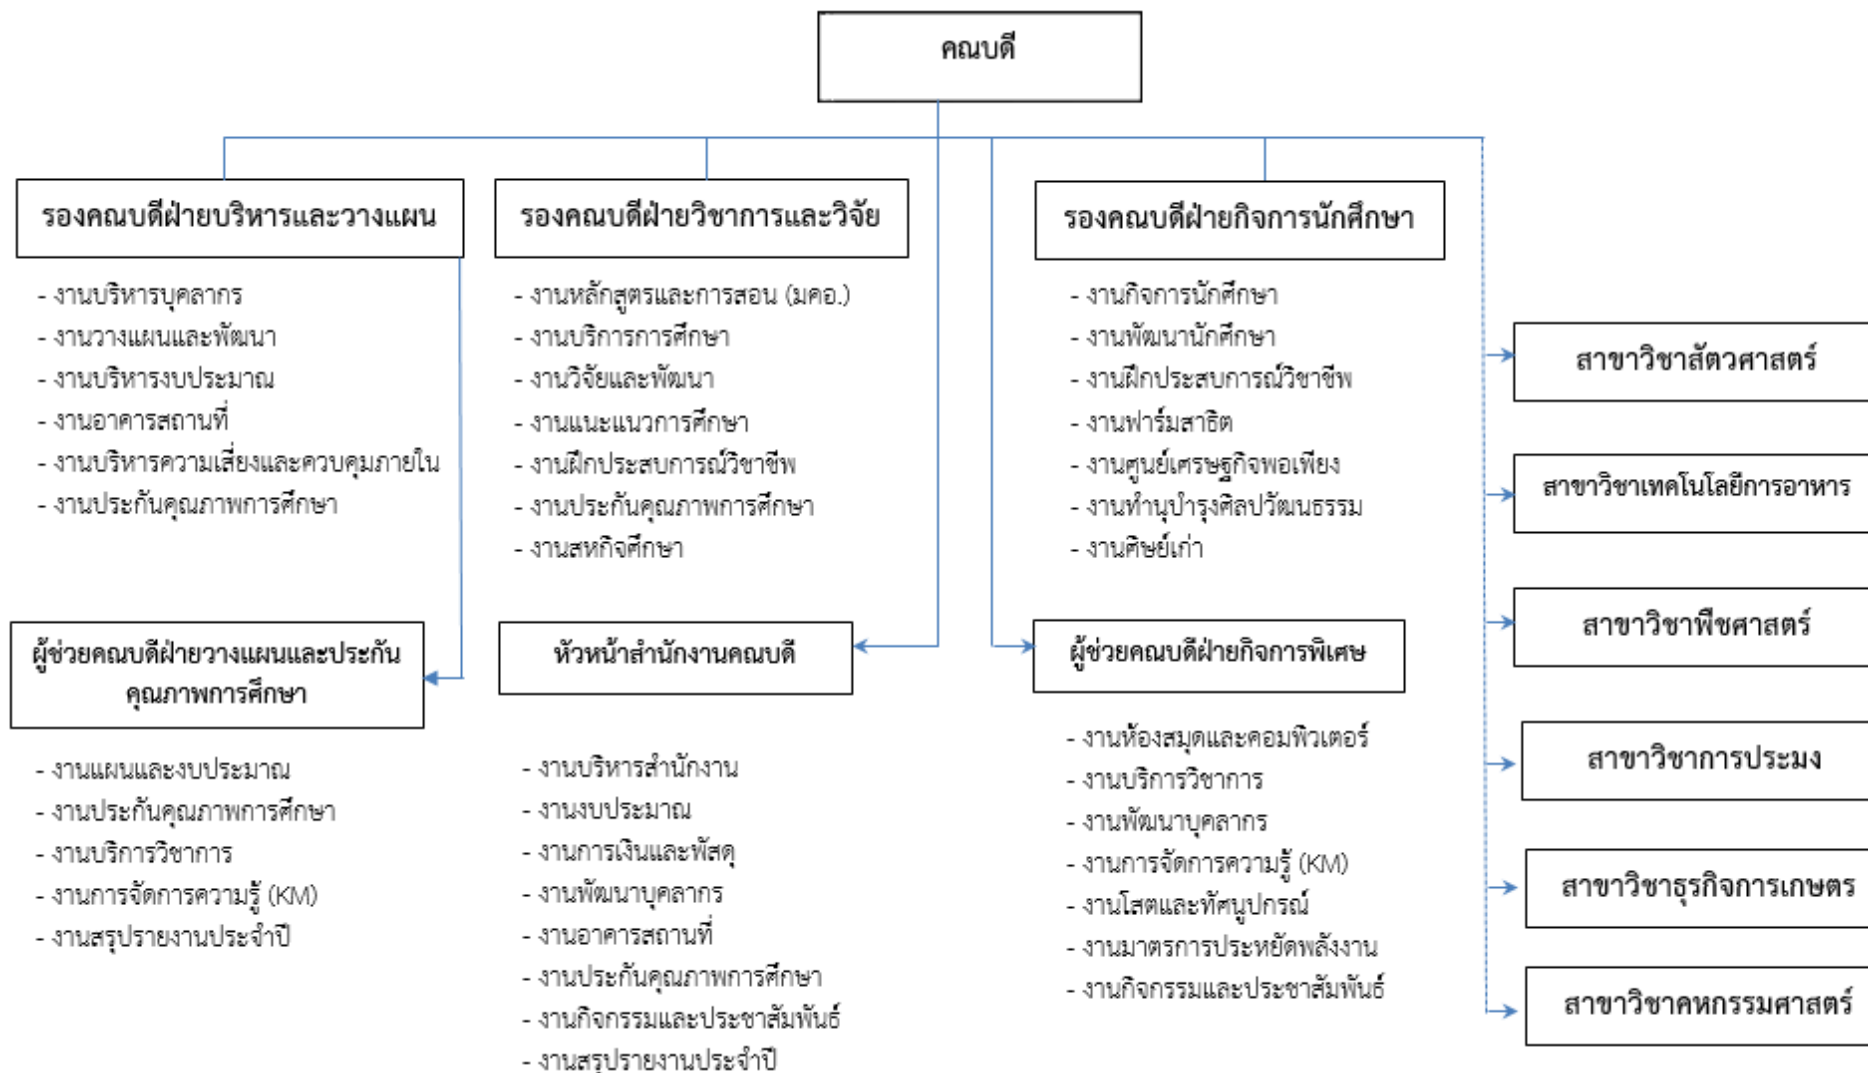 คณบดี
รองคณบดีฝ่ายบริหารและวางแผน
- งานบริหารบุคลากร
- งานวางแผนและพัฒนา
- งานบริหารงบประมาณ
- งานอาคารสถานที่
- งานบริหารความเสี่ยงและควบคุมภายใน
- งานประกันคุณภาพการศึกษา
รองคณบดีฝ่ายวิชาการและวิจัย
- งานหลักสูตรและการสอน (มคอ.)
- งานบริการการศึกษา
- งานวิจัยและพัฒนา
- งานแนะแนวการศึกษา
- งานฝึกประสบการณ์วิชาชีพ
- งานประกันคุณภาพการศึกษา
- งานสหกิจศึกษา
รองคณบดีฝ่ายกิจการนักศึกษา
- งานกิจการนักศึกษา
- งานพัฒนานักศึกษา
- งานฝึกประสบการณ์วิชาชีพ
- งานฟาร์มสาธิต
- งานศูนย์เศรษฐกิจพอเพียง
- งานทำนุบำรุงศิลปวัฒนธรรม
- งานศิษย์เก่า
ผู้ช่วยคณบดีฝ่ายวางแผนและประกัน
คุณภาพการศึกษา
- งานแผนและงบประมาณ
- งานประกันคุณภาพการศึกษา
- งานบริการวิชาการ
- งานการจัดการความรู้ (KM)
- งานสรุปรายงานประจำปี
หัวหน้าสำนักงานคณบดี
- งานบริหารสำนักงาน
- งานงบประมาณ
- งานการเงินและพัสดุ
- งานพัฒนาบุคลากร
- งานอาคารสถานที่
- งานประกันคุณภาพการศึกษา
- งานกิจกรรมและประชาสัมพันธ์
- งานสรุปรายงานประจำปี
ผู้ช่วยคณบดีฝ่ายกิจการพิเศษ
- งานห้องสมุดและคอมพิวเตอร์
- งานบริการวิชาการ
- งานพัฒนาบุคลากร
- งานการจัดการความรู้ (KM)
- งานโสตและทัศนูปกรณ์
- งานมาตรการประหยัดพลังงาน
- งานกิจกรรมและประชาสัมพันธ์
สาขาวิชาสัตวศาสตร์
สาขาวิชาเทคโนโลยีการอาหาร
สาขาวิชาพืชศาสตร์
สาขาวิชาการประมง
สาขาวิชาธุรกิจการเกษตร
สาขาวิชาคหกรรมศาสตร์